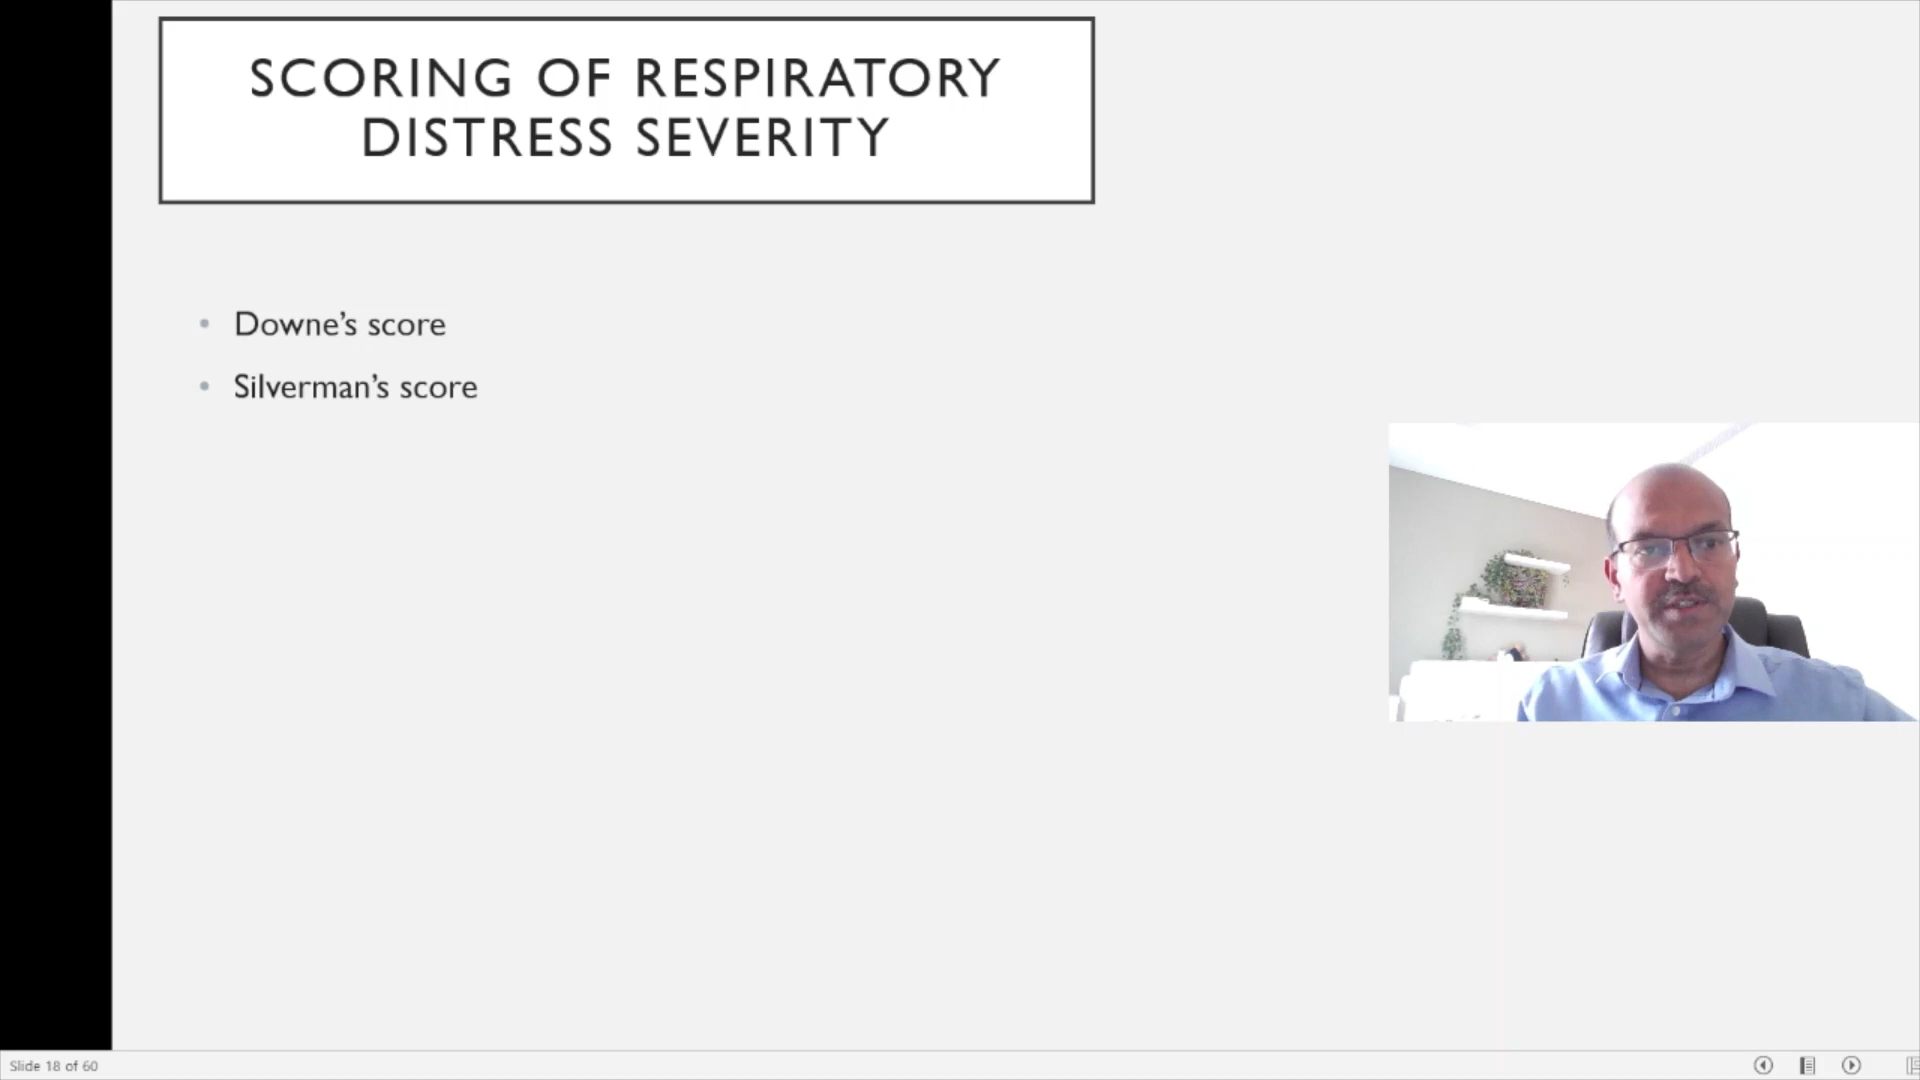 SCORING OF RESPIRATORY
DISTRESS SEVERITY
• Downe’s score
• Silverman’s score
Slide 18 of 60